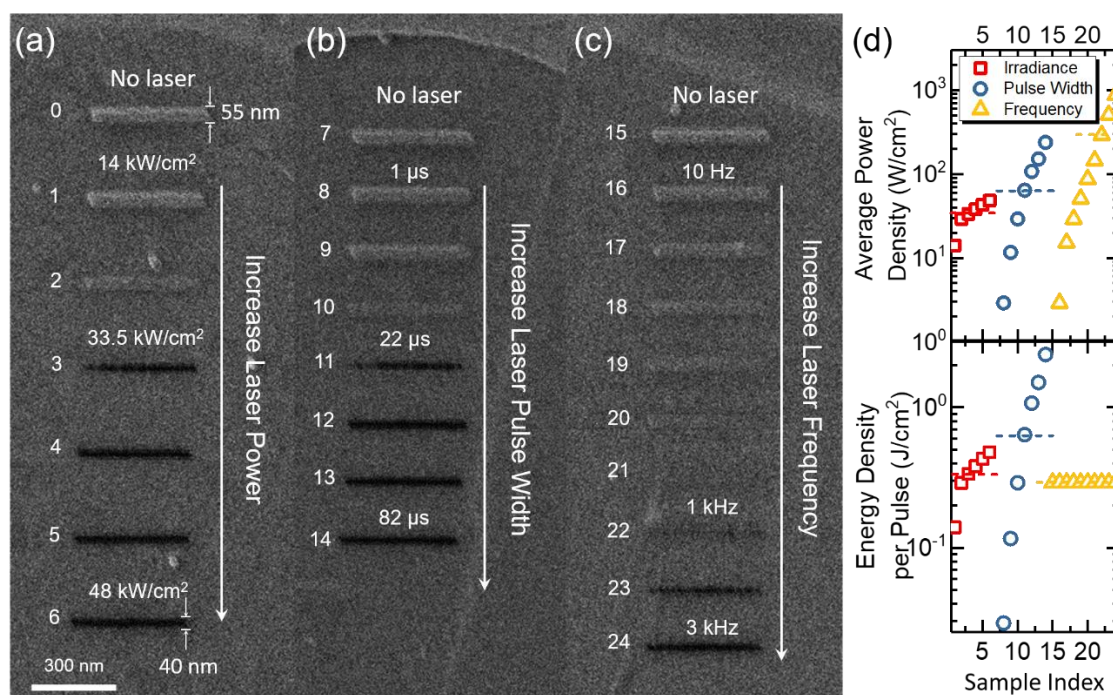 (a)
No laser
0
55 nm
14 kW/cm²
1
2
33.5 kW/cm²
3
4
5
48 kW/cm²
6
40 nm
300 nm
Increase Laser Power
(b)
No laser
7
1 μs
8
9
10
22 μs
11
12
13
82 μs
14
Increase Laser Pulse Width
(c)
No laser
15
10 Hz
16
17
18
19
20
21
1 kHz
22
23
3 kHz
24
Increase Laser Frequency
(d)
5 10 15 20
Irradiance
Pulse Width
Frequency
10³
10²
10¹
10⁰
Average Power
Density (W/cm²)
10⁰
10⁻¹
Energy Density
per Pulse (J/cm²)
5 10 15 20
Sample Index